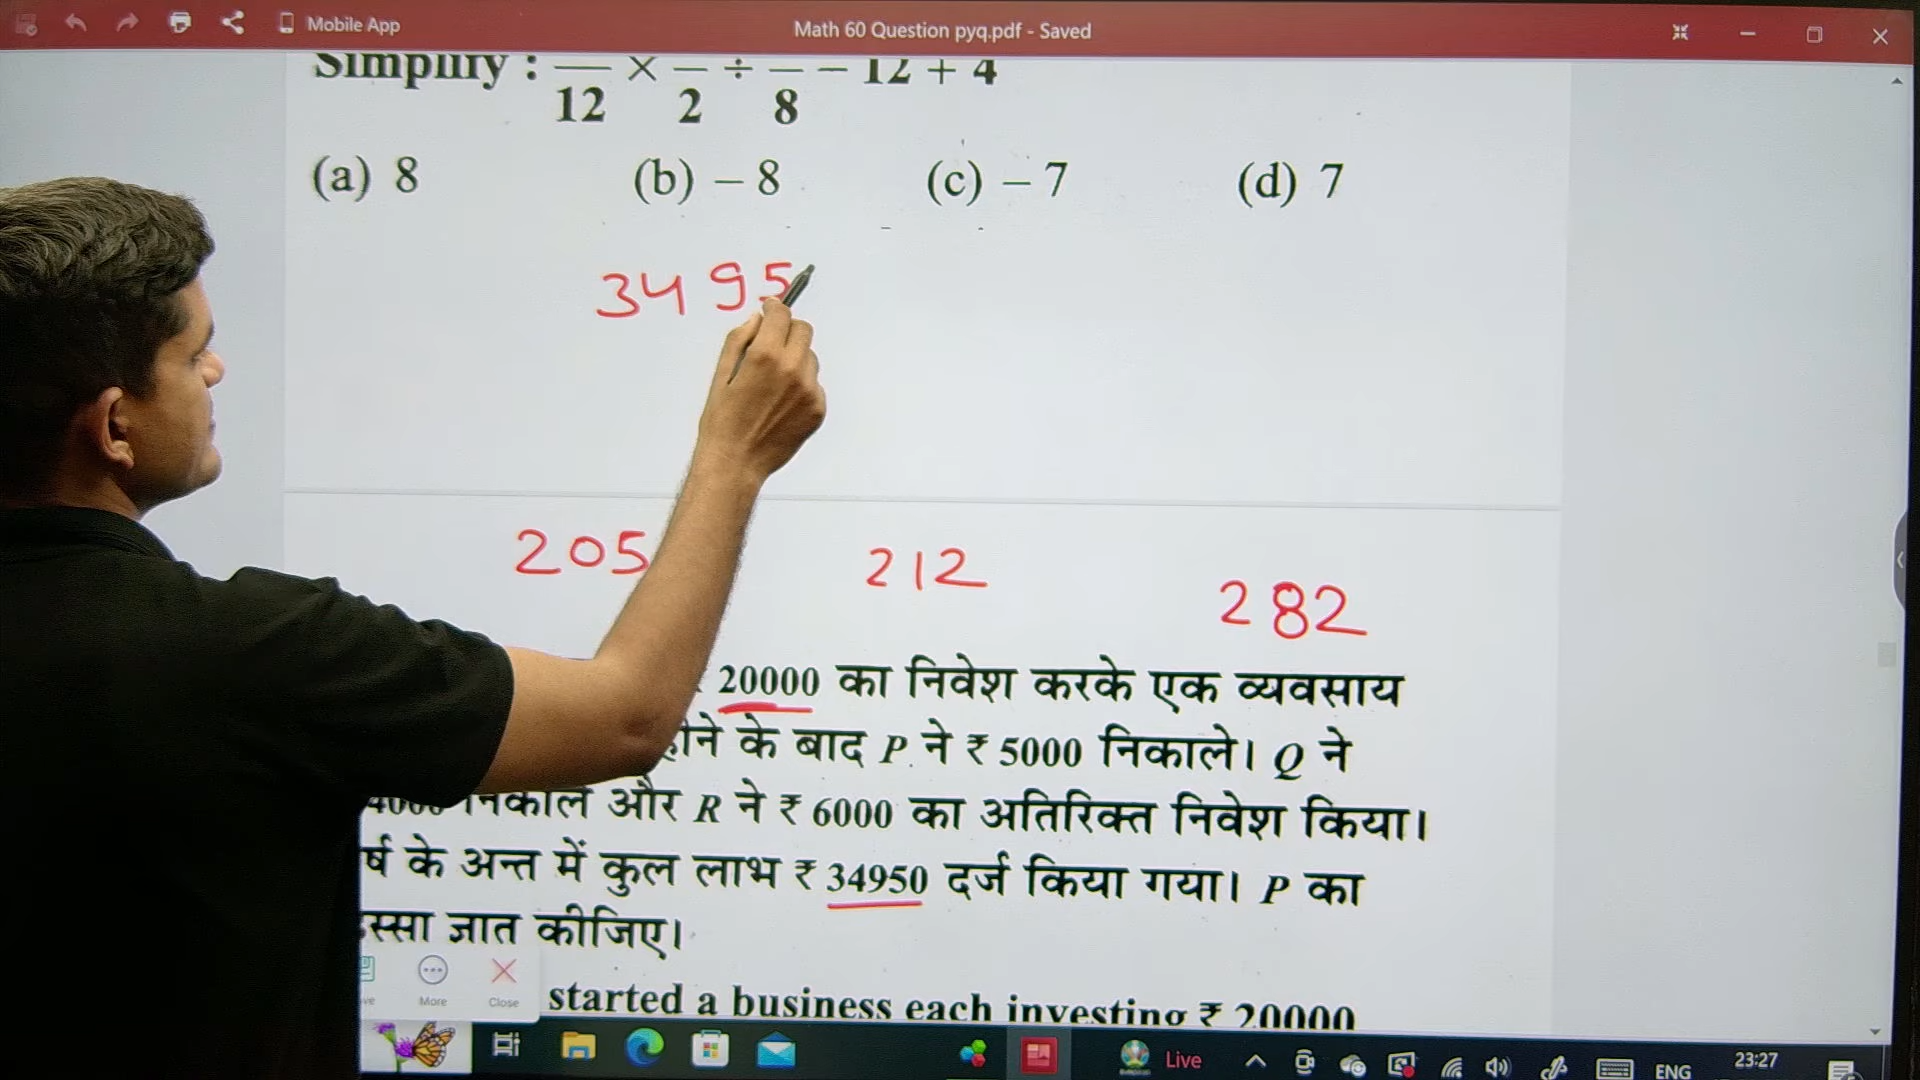 Mobile App
Math 60 Question pyq.pdf - Saved
Simplify : 12 × 2 ÷ 8 – 12 + 4
(a) 8 (b) – 8 (c) – 7 (d) 7
3495
205 212 282
20000 का निवेश करके एक व्यवसाय
होने के बाद P ने ₹ 5000 निकाले। Q ने
4000 निकाले और R ने ₹ 6000 का अतिरिक्त निवेश किया।
र्ष के अन्त में कुल लाभ ₹ 34950 दर्ज किया गया। P का
स्सा ज्ञात कीजिए।
ve More Close
started a business each investing ₹ 20000
Live ENG 23:27